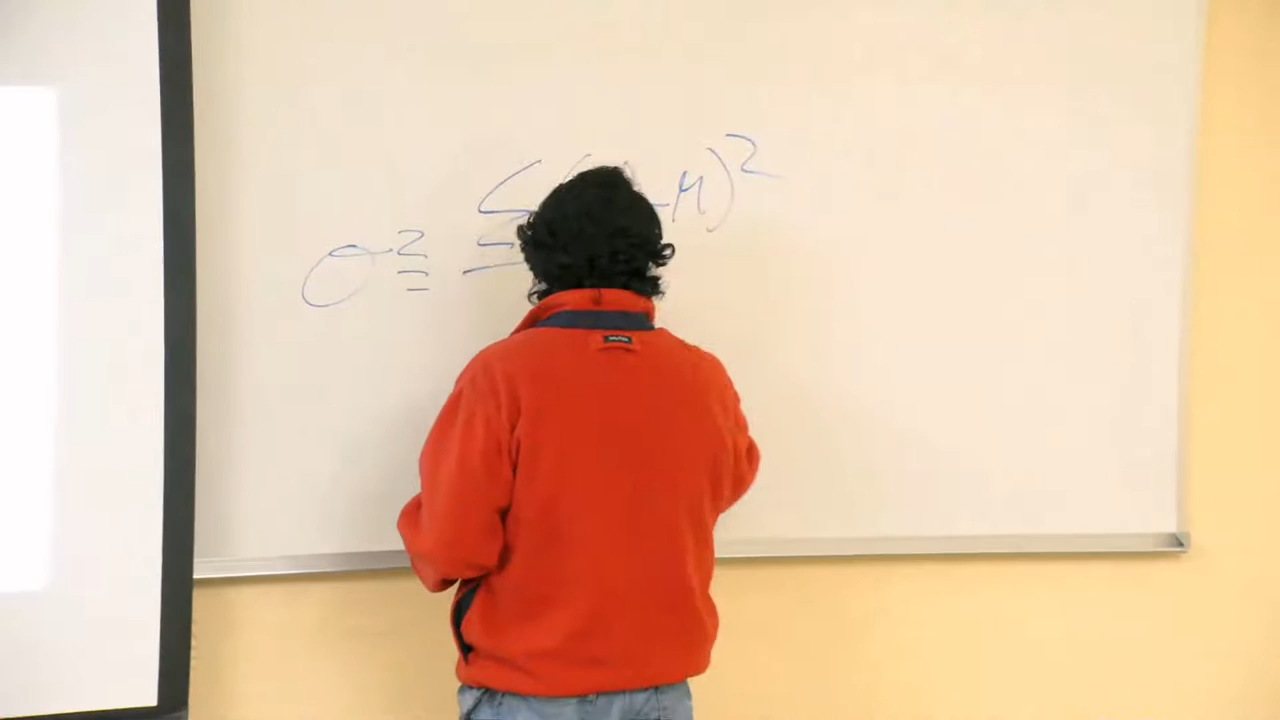 σ² = Σ( - μ)²